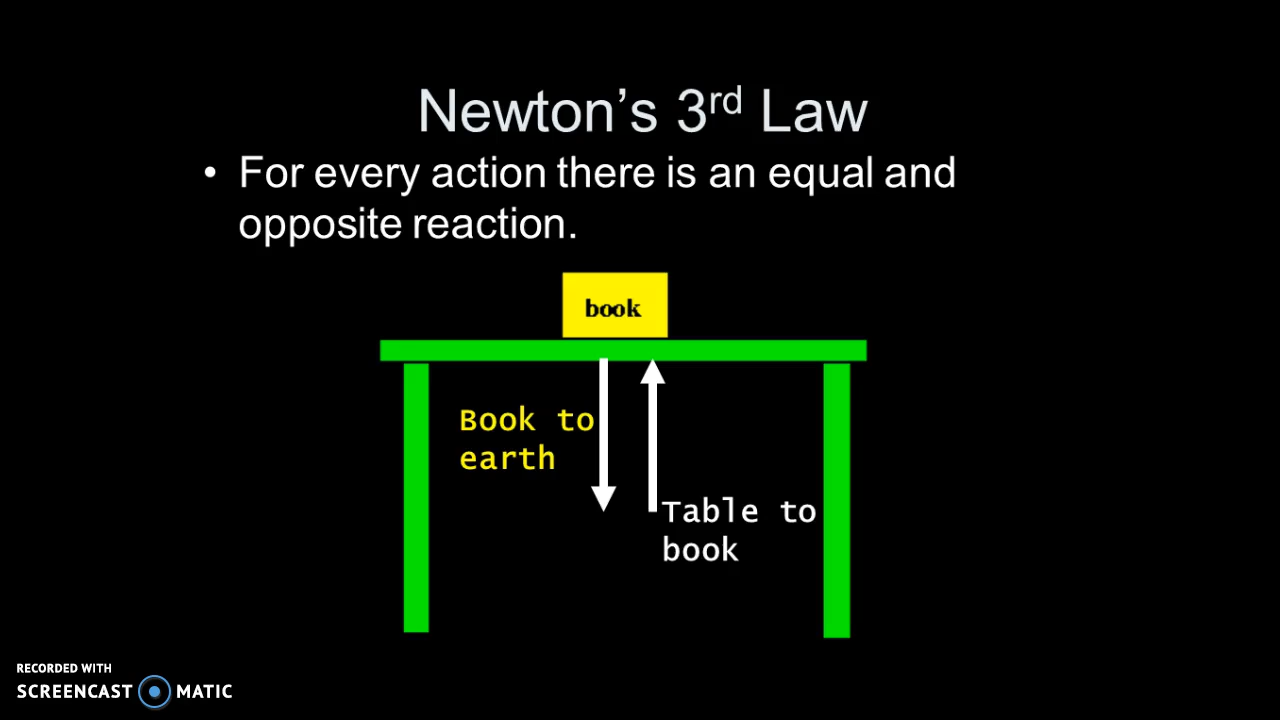 Newton's 3rd Law
• For every action there is an equal and
opposite reaction.
book
Book to
earth
Table to
book
RECORDED WITH
SCREENCAST MATIC